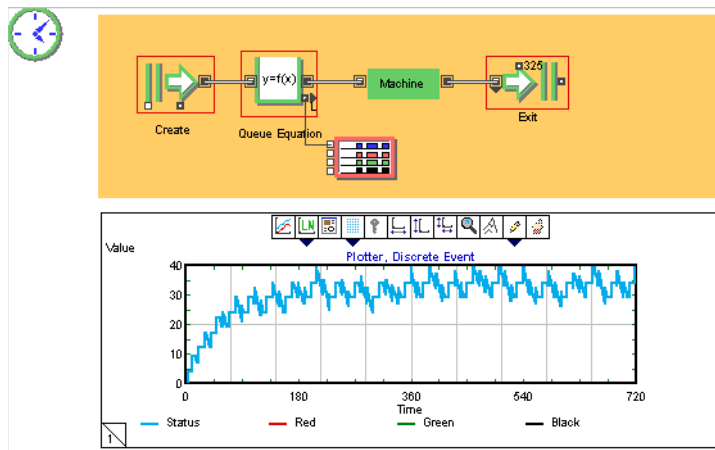 y=f(x)
Machine
325
Create
Queue Equation
Exit
LN
Value
Plotter, Discrete Event
40
30
20
10
0
0 180 360 540 720
Time
Status Red Green Black
1